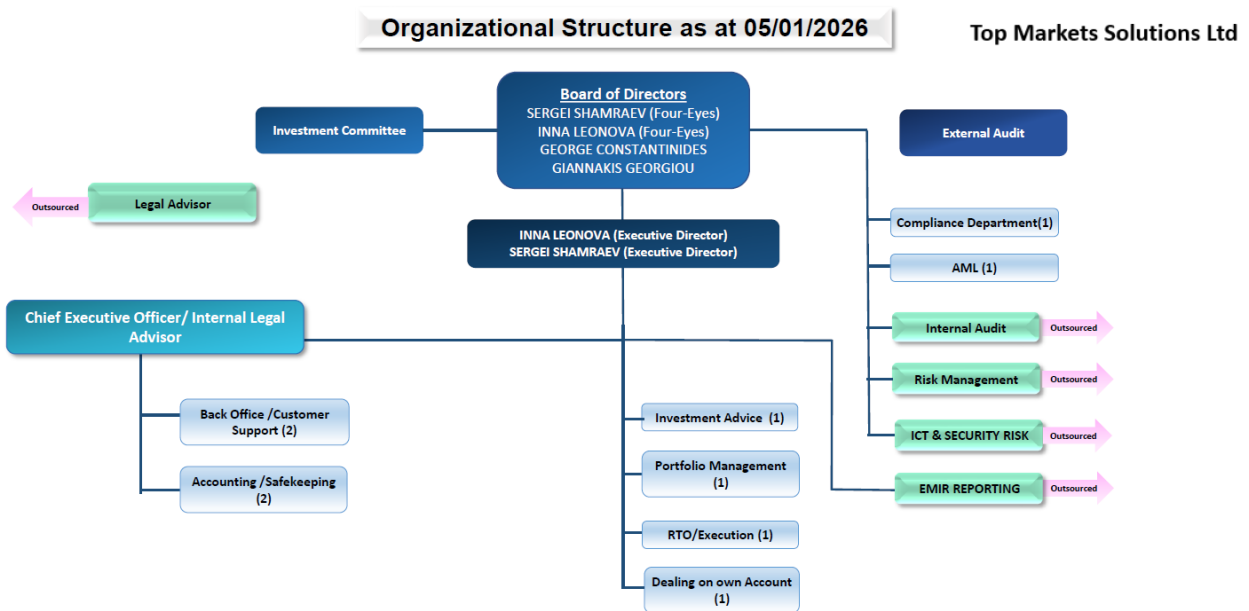 Organizational Structure as at 05/01/2026
Top Markets Solutions Ltd
Board of Directors
SERGEI SHAMRAEV (Four-Eyes)
INNA LEONOVA (Four-Eyes)
GEORGE CONSTANTINIDES
GIANNAKIS GEORGIOU
Investment Committee
External Audit
Outsourced
Legal Advisor
Compliance Department(1)
INNA LEONOVA (Executive Director)
SERGEI SHAMRAEV (Executive Director)
AML (1)
Chief Executive Officer/ Internal Legal
Advisor
Internal Audit
Outsourced
Risk Management
Outsourced
Back Office /Customer
Support (2)
Investment Advice (1)
ICT & SECURITY RISK
Outsourced
Accounting /Safekeeping
(2)
Portfolio Management
(1)
EMIR REPORTING
Outsourced
RTO/Execution (1)
Dealing on own Account
(1)